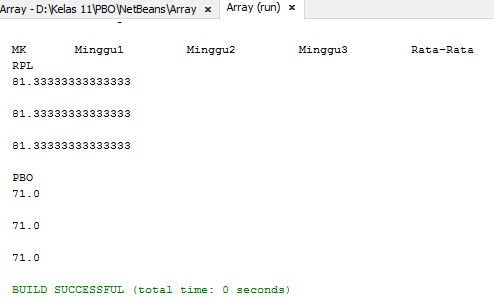 Array - D:\Kelas 11\PBO\NetBeans\Array × Array (run) ×
MK Minggu1 Minggu2 Minggu3 Rata-Rata
RPL
81.33333333333333
81.33333333333333
81.33333333333333
PBO
71.0
71.0
71.0
BUILD SUCCESSFUL (total time: 0 seconds)